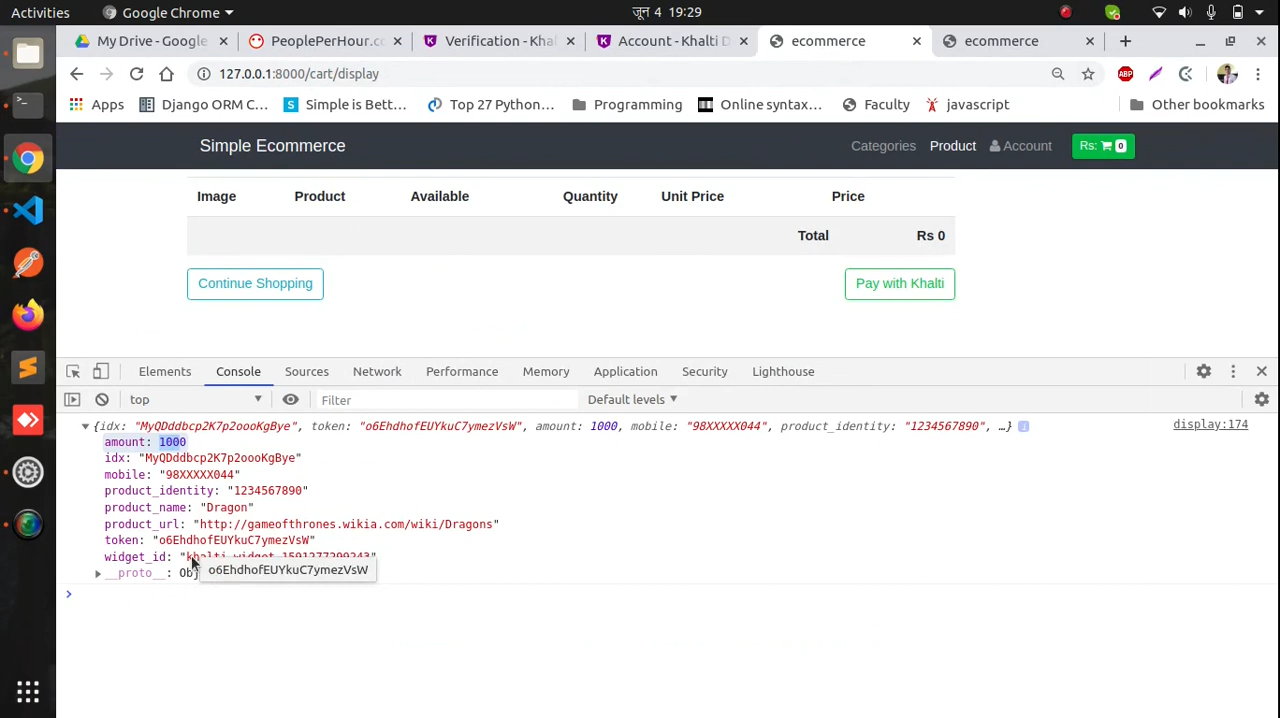 Activities Google Chrome जून 4 19:29
My Drive - Google PeoplePerHour.co Verification - Khal Account - Khalti D ecommerce ecommerce
127.0.0.1:8000/cart/display
Apps Django ORM C... Simple is Bett... Top 27 Python... Programming Online syntax... Faculty javascript Other bookmarks
Simple Ecommerce Categories Product Account Rs: 0
Image Product Available Quantity Unit Price Price
Total Rs 0
Continue Shopping Pay with Khalti
Elements Console Sources Network Performance Memory Application Security Lighthouse
top Filter Default levels
{idx: "MyQDddbcp2K7p2oooKgBye", token: "o6EhdhofEUYkuC7ymezVsW", amount: 1000, mobile: "98XXXXX044", product_identity: "1234567890", …} display:174
amount: 1000
idx: "MyQDddbcp2K7p2oooKgBye"
mobile: "98XXXXX044"
product_identity: "1234567890"
product_name: "Dragon"
product_url: "http://gameofthrones.wikia.com/wiki/Dragons"
token: "o6EhdhofEUYkuC7ymezVsW"
widget_id:
o6EhdhofEUYkuC7ymezVsW
__proto__: Obj